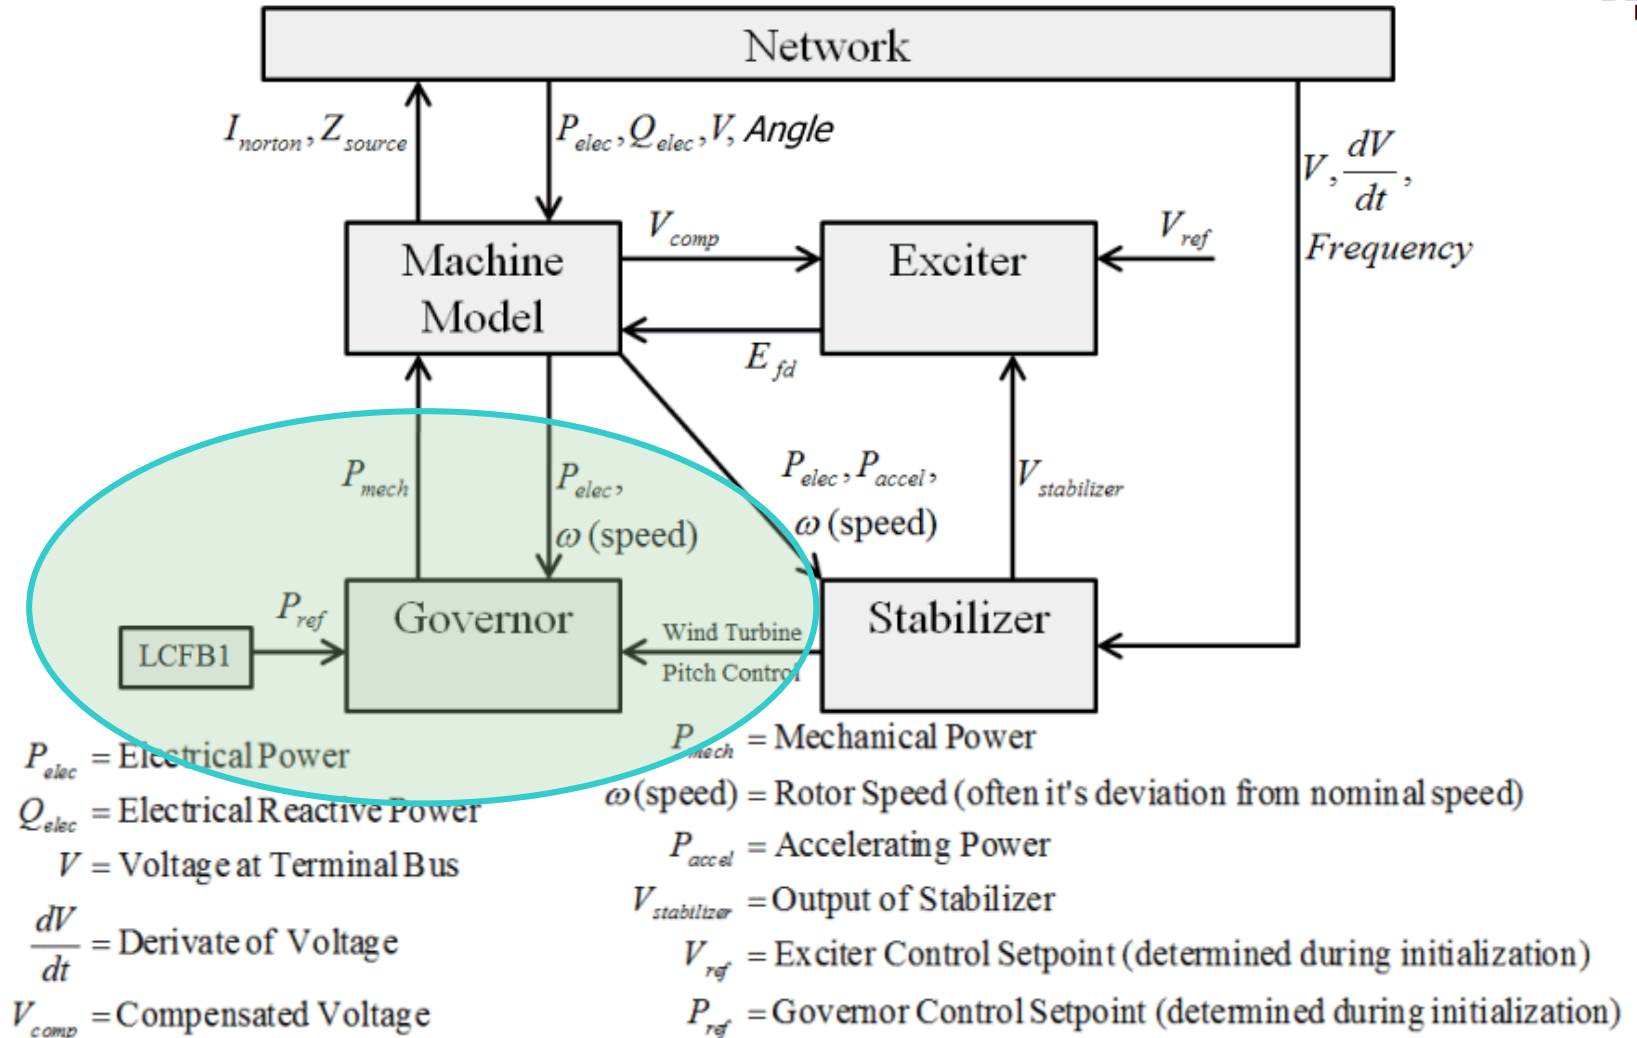 Network
I_norton, Z_source
P_elec, Q_elec, V, Angle
V, dV/dt,
Frequency
Machine
Model
V_comp
Exciter
V_ref
E_fd
P_mech
P_elec,
ω (speed)
P_elec, P_accel,
ω (speed)
V_stabilizer
P_ref
LCFB1
Governor
Wind Turbine
Pitch Control
Stabilizer
P_elec = Electrical Power
Q_elec = Electrical Reactive Power
V = Voltage at Terminal Bus
dV/dt = Derivate of Voltage
V_comp = Compensated Voltage
P_mech = Mechanical Power
ω (speed) = Rotor Speed (often it's deviation from nominal speed)
P_accel = Accelerating Power
V_stabilizer = Output of Stabilizer
V_ref = Exciter Control Setpoint (determined during initialization)
P_ref = Governor Control Setpoint (determined during initialization)